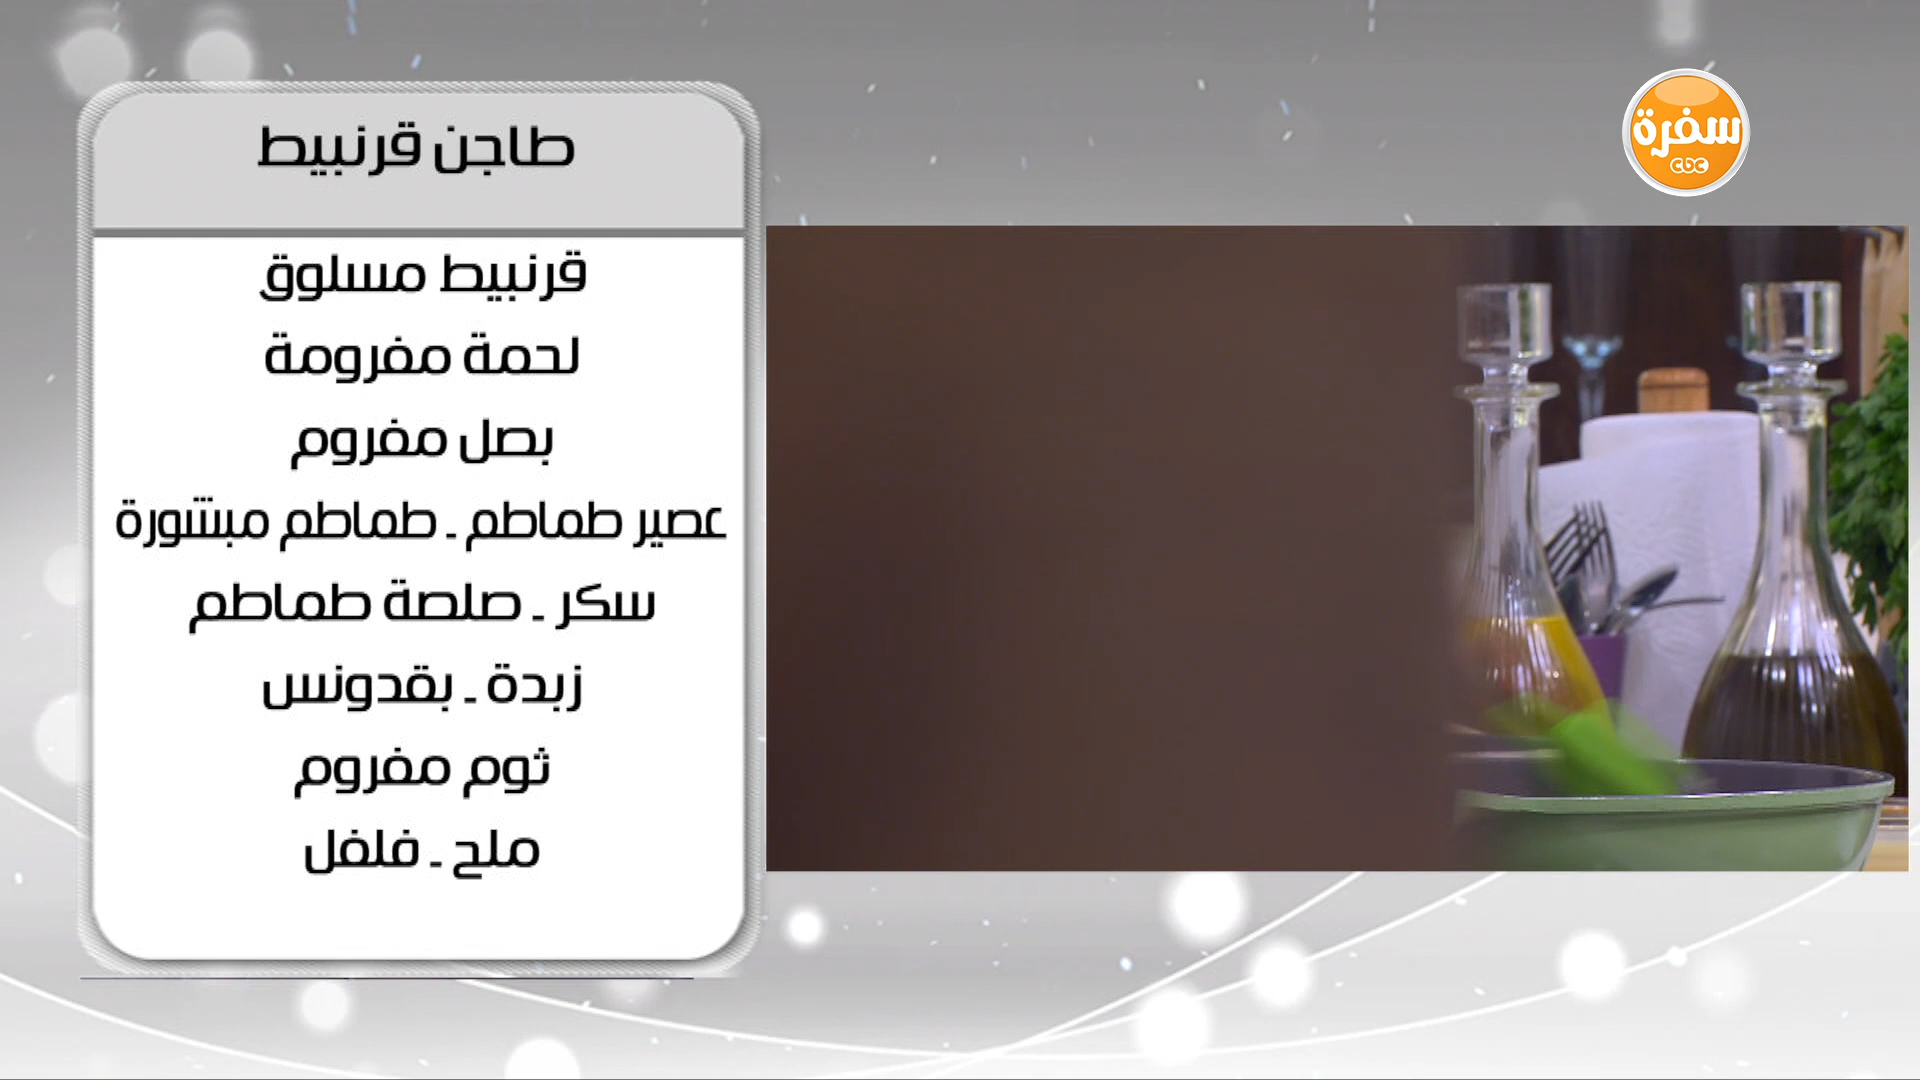 طاجن قرنبيط
قرنبيط مسلوق
لحمة مفرومة
بصل مفروم
عصير طماطم - طماطم مبشورة
سكر - صلصة طماطم
زبدة - بقدونس
ثوم مفروم
ملح - فلفل
سفرة
cbc